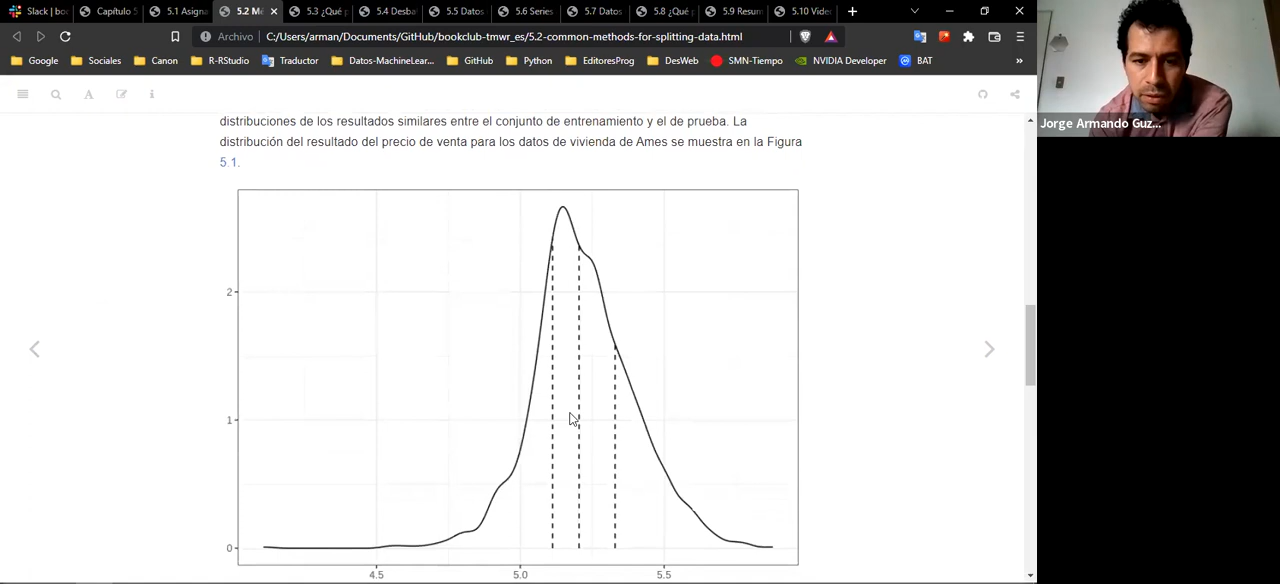 Slack | boo
Capítulo 5
5.1 Asigna
5.2 Mé
5.3 ¿Qué p
5.4 Desba
5.5 Datos
5.6 Series
5.7 Datos
5.8 ¿Qué p
5.9 Resum
5.10 Video
Archivo
C:/Users/arman/Documents/GitHub/bookclub-tmwr_es/5.2-common-methods-for-splitting-data.html
Google
Sociales
Canon
R-RStudio
Traductor
Datos-MachineLear...
GitHub
Python
EditoresProg
DesWeb
SMN-Tiempo
NVIDIA Developer
BAT
»
Jorge Armando Guz...
distribuciones de los resultados similares entre el conjunto de entrenamiento y el de prueba. La
distribución del resultado del precio de venta para los datos de vivienda de Ames se muestra en la Figura
5.1.
2
1
0
4.5
5.0
5.5